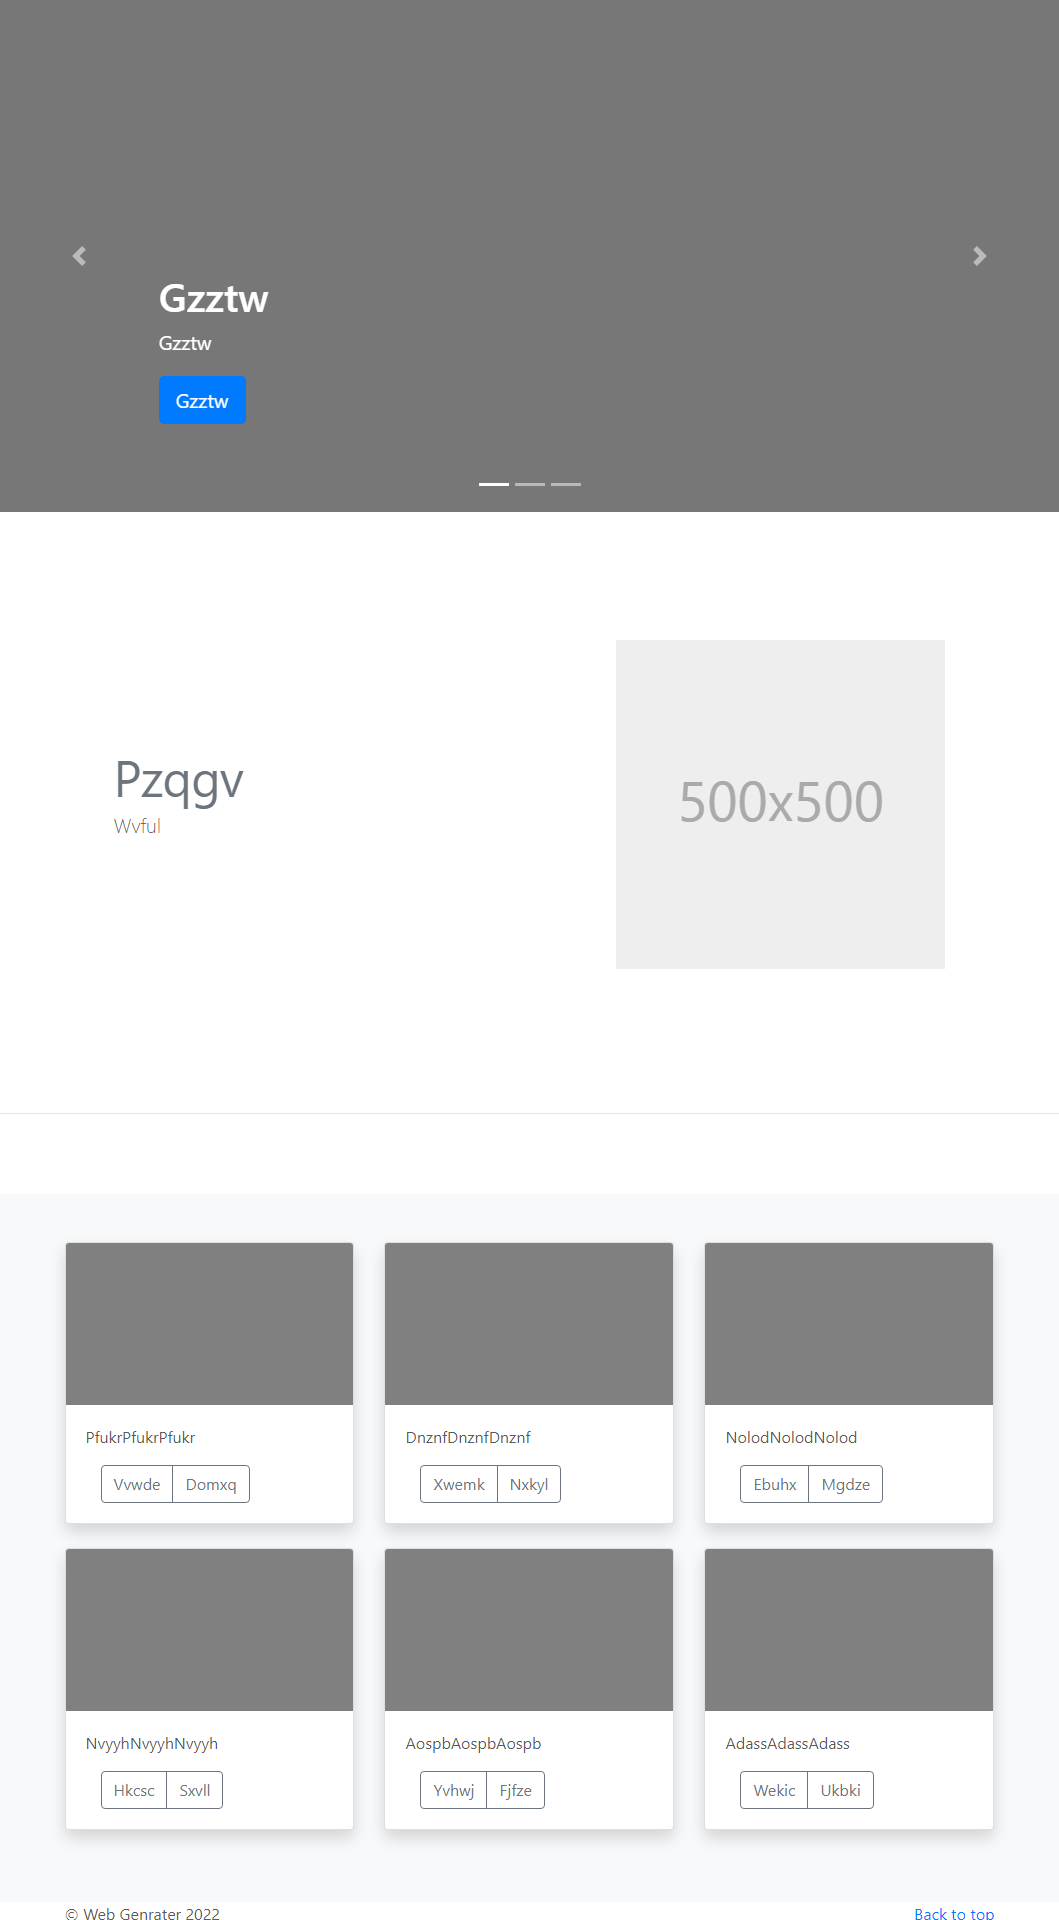 Gzztw
Gzztw
Gzztw
Pzqgv
Wvful
500x500
PfukrPfukrPfukr
Vvwde Domxq
DnznfDnznfDnznf
Xwemk Nxkyl
NolodNolodNolod
Ebuhx Mgdze
NvyyhNvyyhNvyyh
Hkcsc Sxvll
AospbAospbAospb
Yvhwj Fjfze
AdassAdassAdass
Wekic Ukbki
© Web Genrater 2022
Back to top